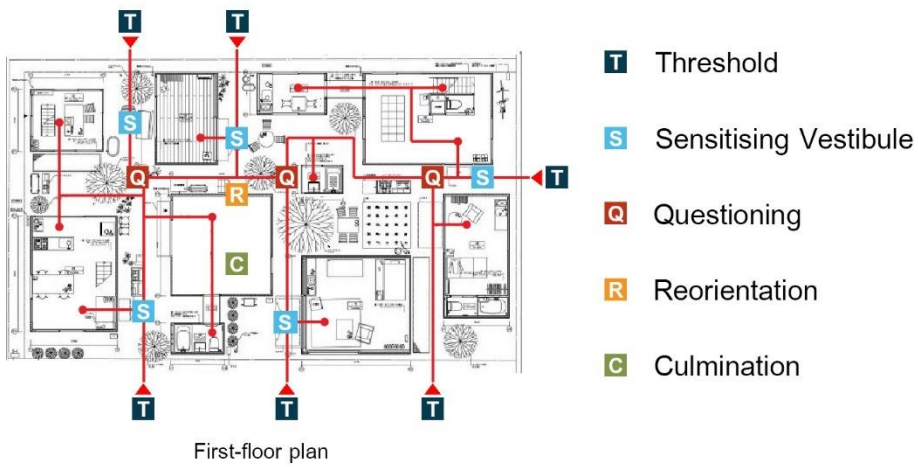 T
T
T Threshold
S
S
S Sensitising Vestibule
Q
Q
Q
S
T
R
Q Questioning
C
R Reorientation
S
S
C Culmination
T
T
T
First-floor plan